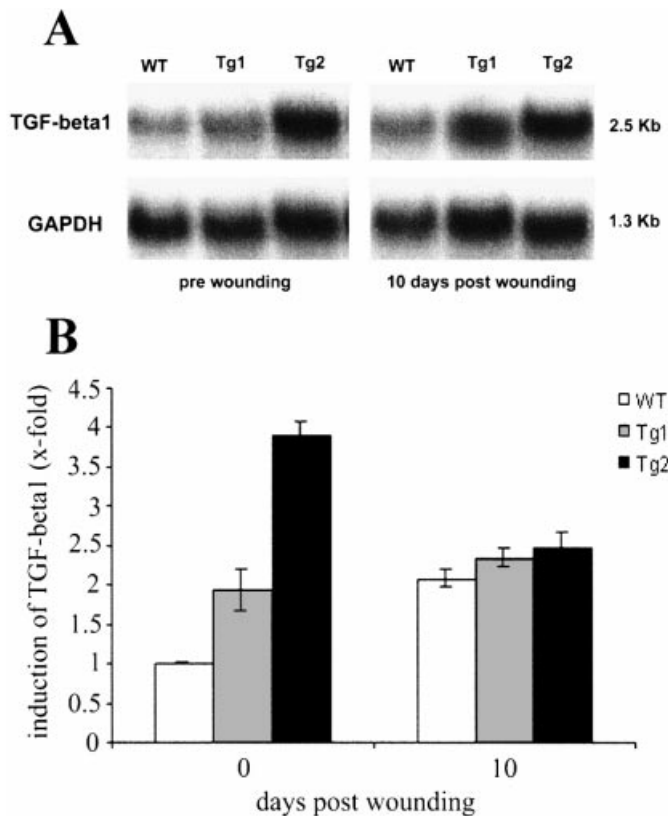 A
WT Tg1 Tg2 WT Tg1 Tg2
TGF-beta1 2.5 Kb
GAPDH 1.3 Kb
pre wounding 10 days post wounding
B
induction of TGF-beta1 (x-fold)
4.5
4
3.5
3
2.5
2
1.5
1
0.5
0
WT
Tg1
Tg2
0 10
days post wounding